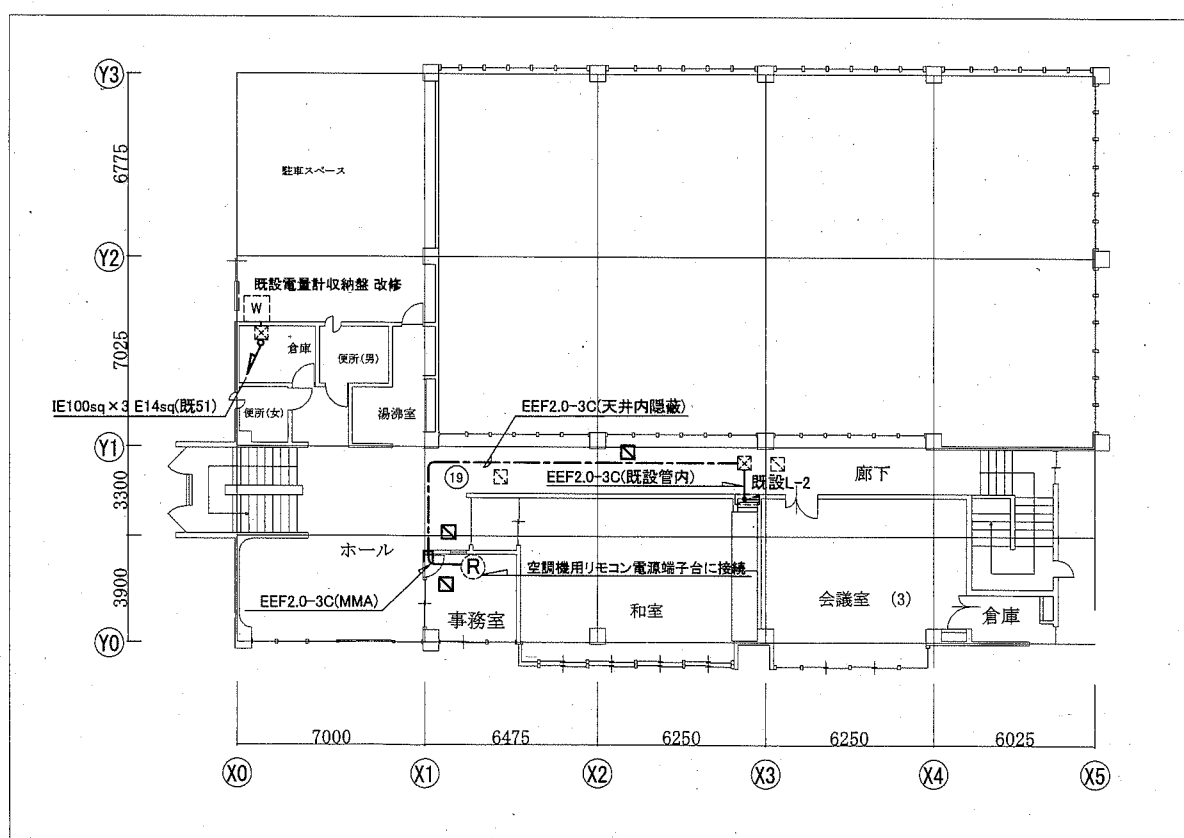 Y3
6775
駐車スペース
Y2
既設電量計収納盤 改修
W
7025
倉庫
便所(男)
IE100sq×3 E14sq(既51)
便所(女)
湯沸室
EEF2.0-3C(天井内隠蔽)
Y1
19
EEF2.0-3C(既設管内)
既設L-2
廊下
3300
ホール
R
空調機用リモコン電源端子台に接続
EEF2.0-3C(MMA)
3900
事務室
和室
会議室 (3)
倉庫
Y0
7000
6475
6250
6250
6025
X0
X1
X2
X3
X4
X5